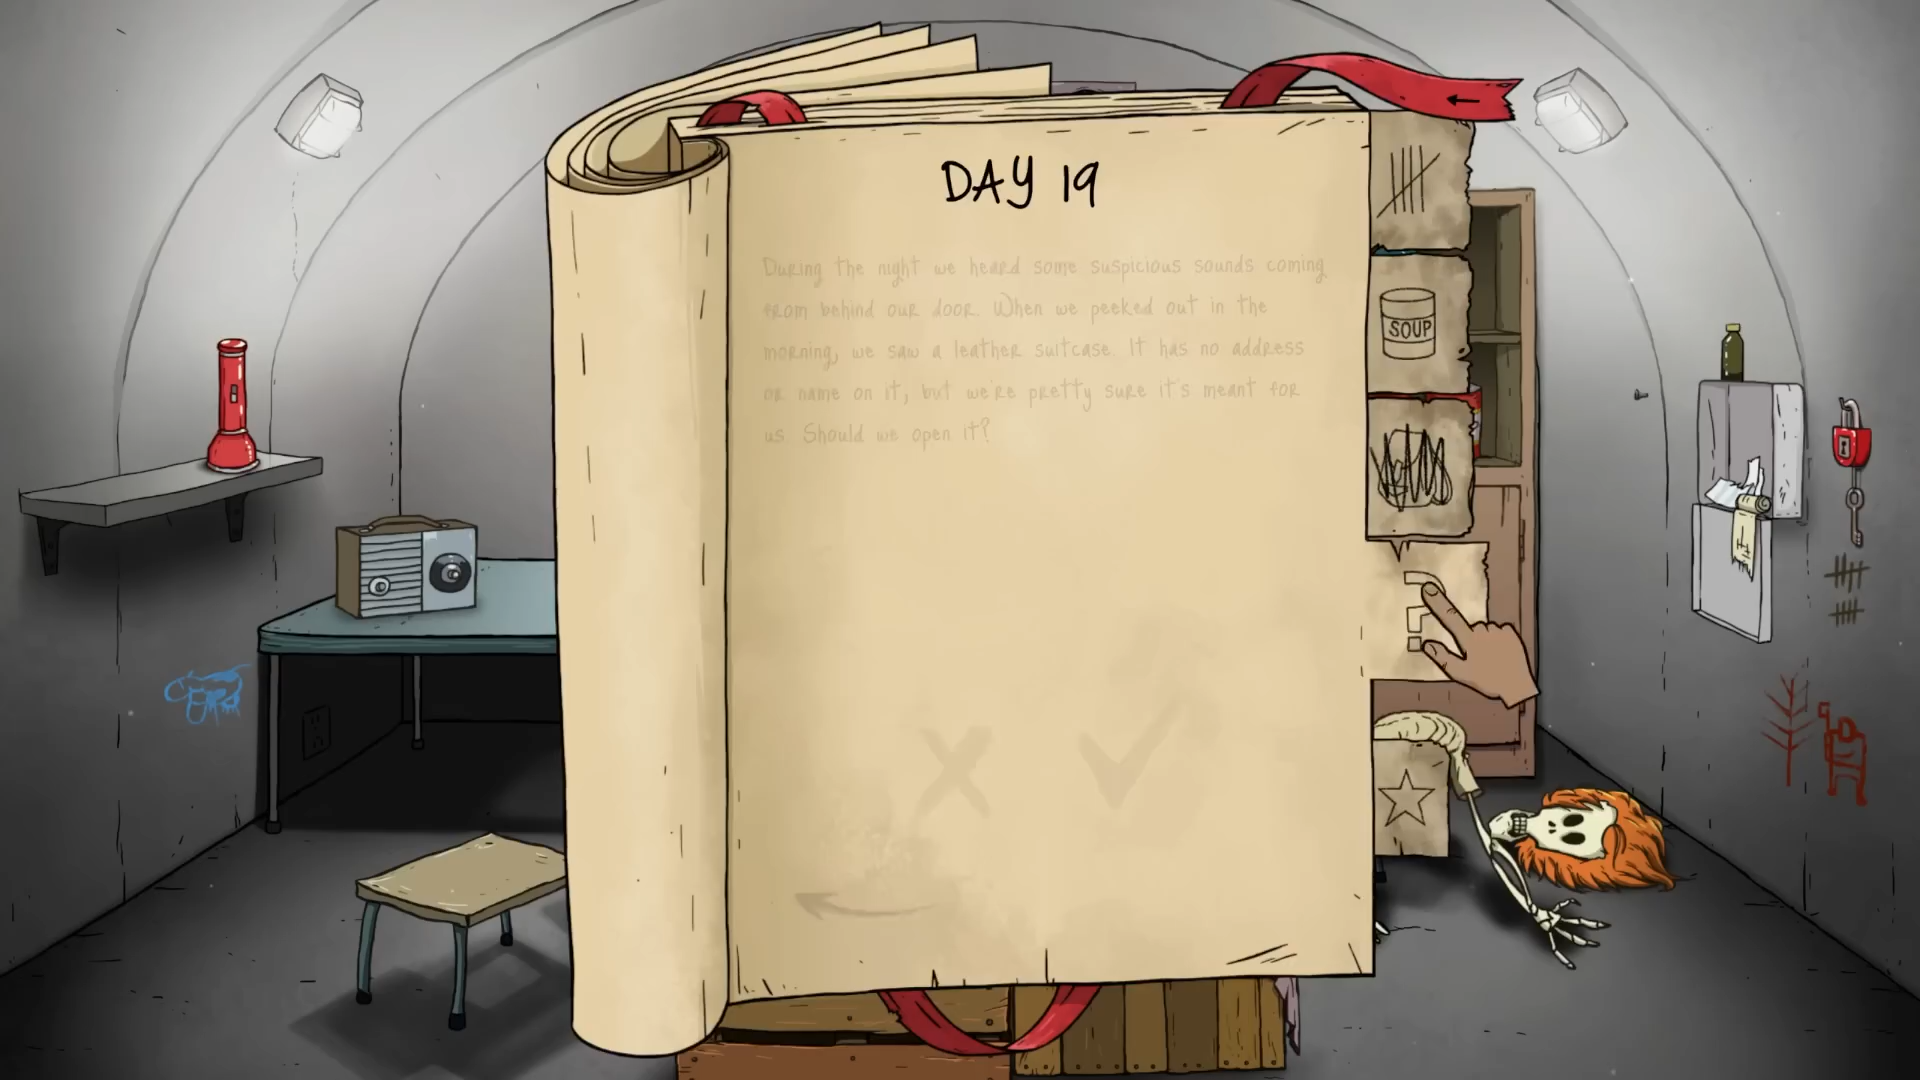 DAY 19
During the night we heard some suspicious sounds coming
from behind our door. When we peeked out in the
morning, we saw a leather suitcase. It has no address
or name on it, but we're pretty sure it's meant for
us. Should we open it?
SOUP